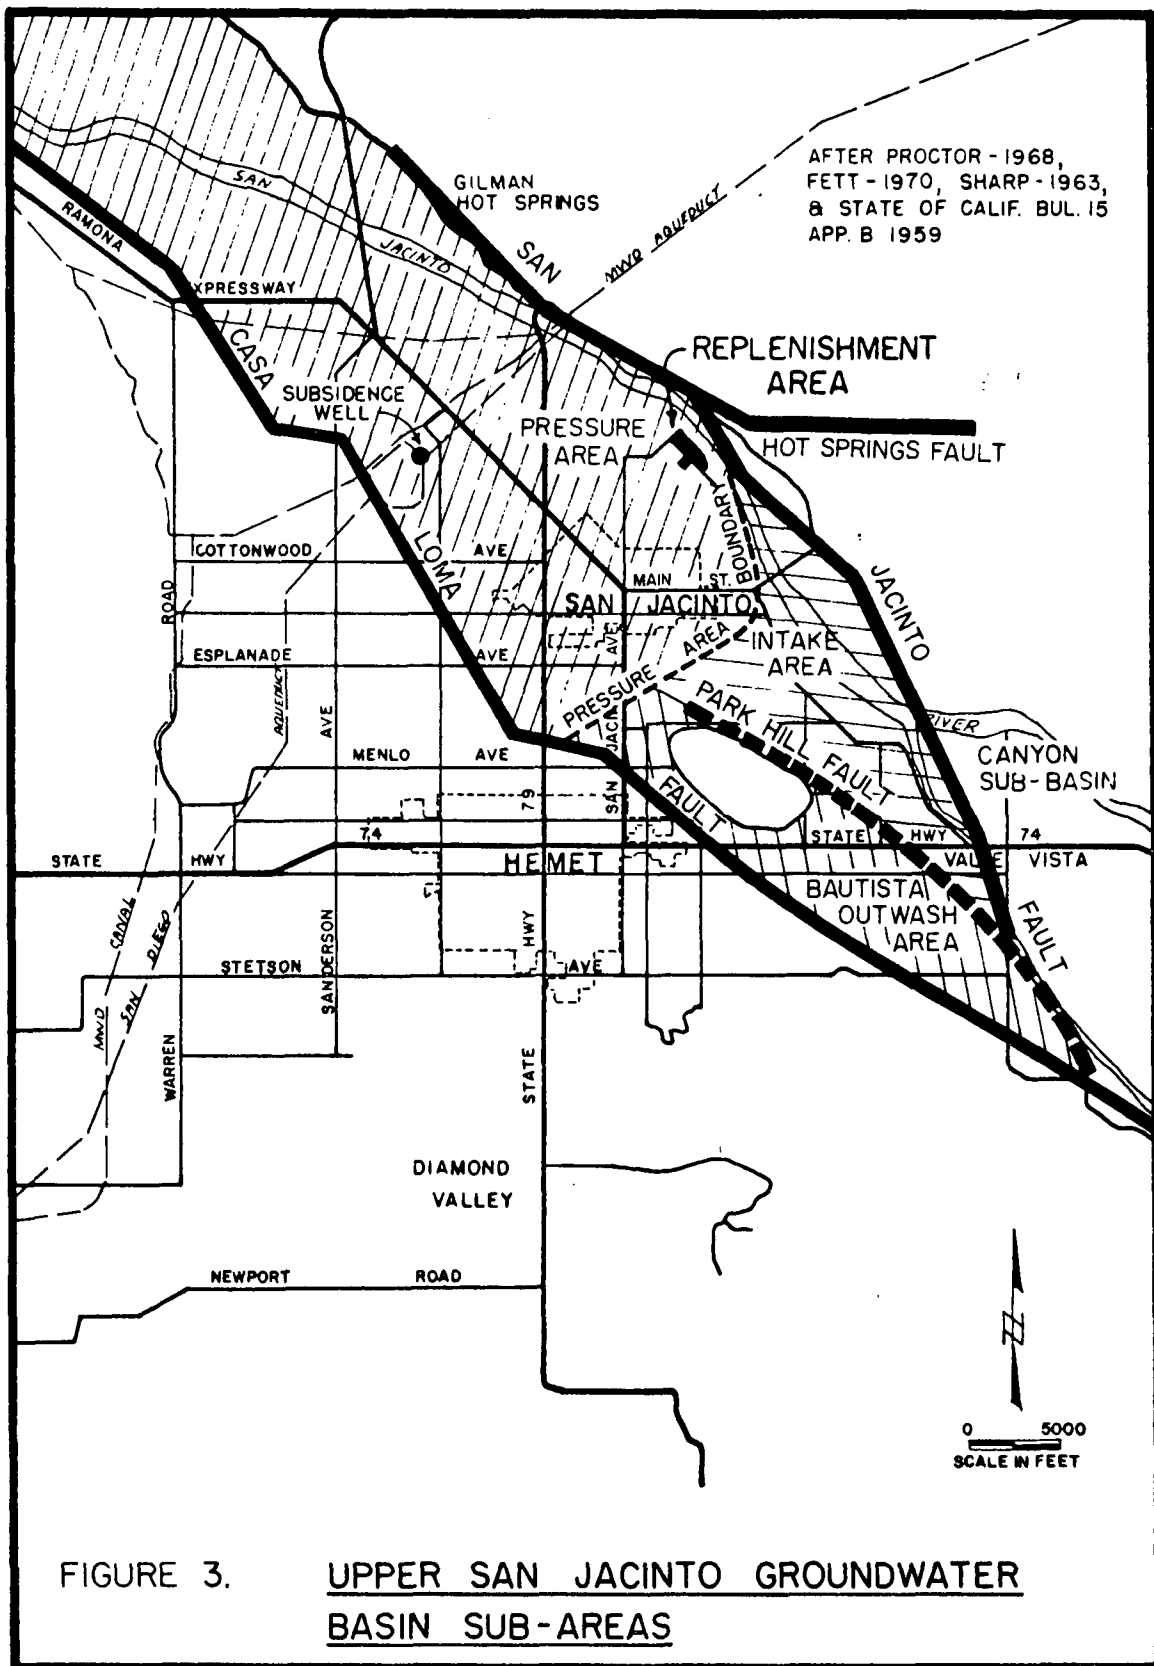 AFTER PROCTOR - 1968,
FETT - 1970, SHARP - 1963,
& STATE OF CALIF. BUL. 15
APP. B 1959
GILMAN
HOT SPRINGS
SAN
JACINTO
RAMONA
XPRESSWAY
SAN
MWD AQUEDUCT
REPLENISHMENT
AREA
CASA
SUBSIDENCE
WELL
PRESSURE
AREA
HOT SPRINGS FAULT
BOUNDARY
LOMA
COTTONWOOD AVE
MAIN ST.
JACINTO
ROAD
SAN JACINTO
AVE
INTAKE
AREA
ESPLANADE AVE
PRESSURE AREA
AQUEDUCT
AVE
PARK HILL FAULT
RIVER
CANYON
SUB-BASIN
MENLO AVE
SAN JACIN
79
FAULT
74
STATE HWY 74
STATE HWY
HEMET
VALLE VISTA
BAUTISTA
OUTWASH
AREA
FAULT
CANAL
SAN DIEGO
MWD
SANDERSON
HWY
STETSON AVE
WARREN
STATE
DIAMOND
VALLEY
NEWPORT ROAD
N
0 5000
SCALE IN FEET
FIGURE 3. UPPER SAN JACINTO GROUNDWATER
BASIN SUB-AREAS